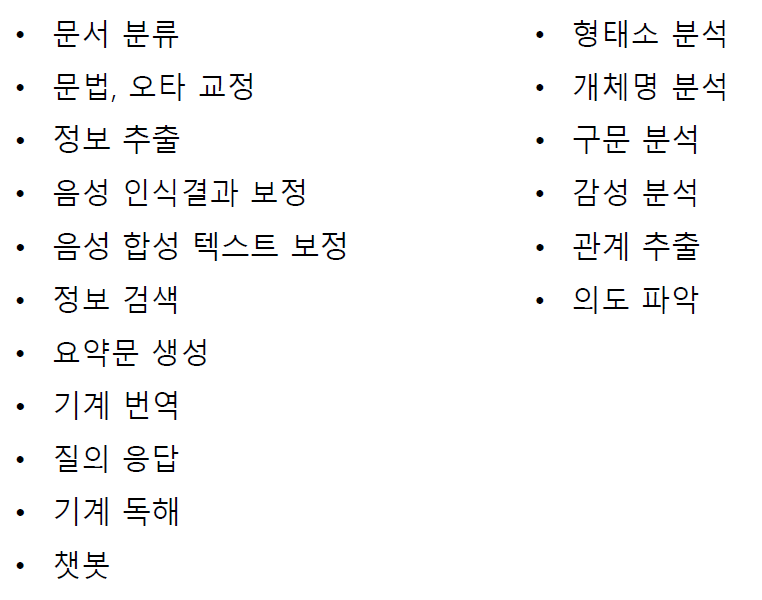 • 문서 분류
• 문법, 오타 교정
• 정보 추출
• 음성 인식결과 보정
• 음성 합성 텍스트 보정
• 정보 검색
• 요약문 생성
• 기계 번역
• 질의 응답
• 기계 독해
• 챗봇
• 형태소 분석
• 개체명 분석
• 구문 분석
• 감성 분석
• 관계 추출
• 의도 파악